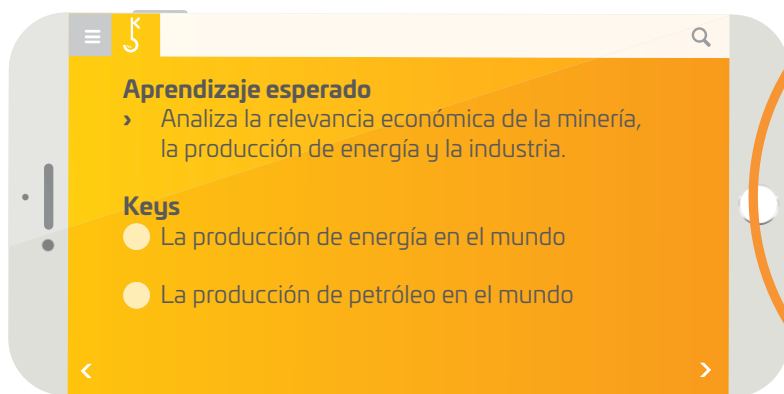 Aprendizaje esperado
› Analiza la relevancia económica de la minería,
la producción de energía y la industria.
Keys
La producción de energía en el mundo
La producción de petróleo en el mundo